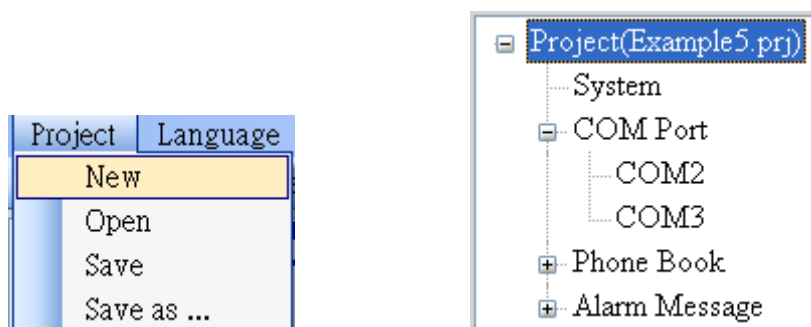 Project Language
New
Open
Save
Save as ...
Project(Example5.prj)
System
COM Port
COM2
COM3
Phone Book
Alarm Message